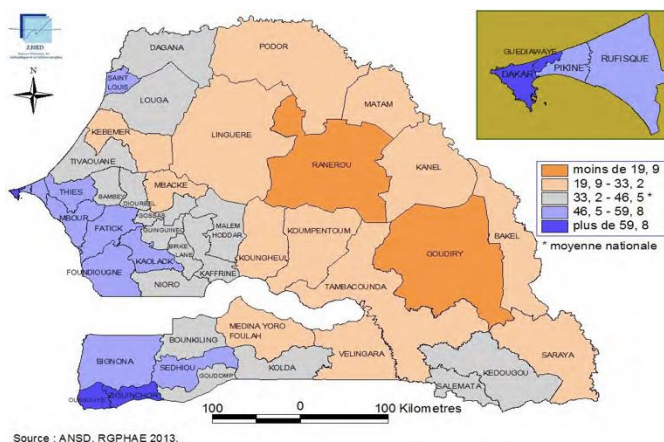 ANSD
N
DAGANA
PODOR
SAINT
LOUIS
LOUGA
MATAM
LINGUERE
KEBEMER
RANEROU
KANEL
TIVAOUANE
MBACKE
THIES
BAMBEY
DIOURBEL
MBOUR
GOSSAS
FATICK
GUINGUINEO
MALEM
HODDAR
KOUMPENTOUM
GOUDIRY
BAKEL
BIRKE
LANE
KOUNGHEUL
KAOLACK
FOUNDIOUGNE
KAFFRINE
NIORO
TAMBACOUNDA
MEDINA YORO
FOULAH
BOUNKILING
BIGNONA
VELINGARA
SARAYA
SEDHIOU
KOLDA
GOUDOMP
KEDOUGOU
SALEMATA
ZIGUINCHOR
GUEDIAWAYE
DAKAR
PIKINE
RUFISQUE
moins de 19, 9
19, 9 - 33, 2
33, 2 - 46, 5 *
46, 5 - 59, 8
plus de 59, 8
* moyenne nationale
100 0 100 Kilometres
Source : ANSD. RGPHAE 2013.